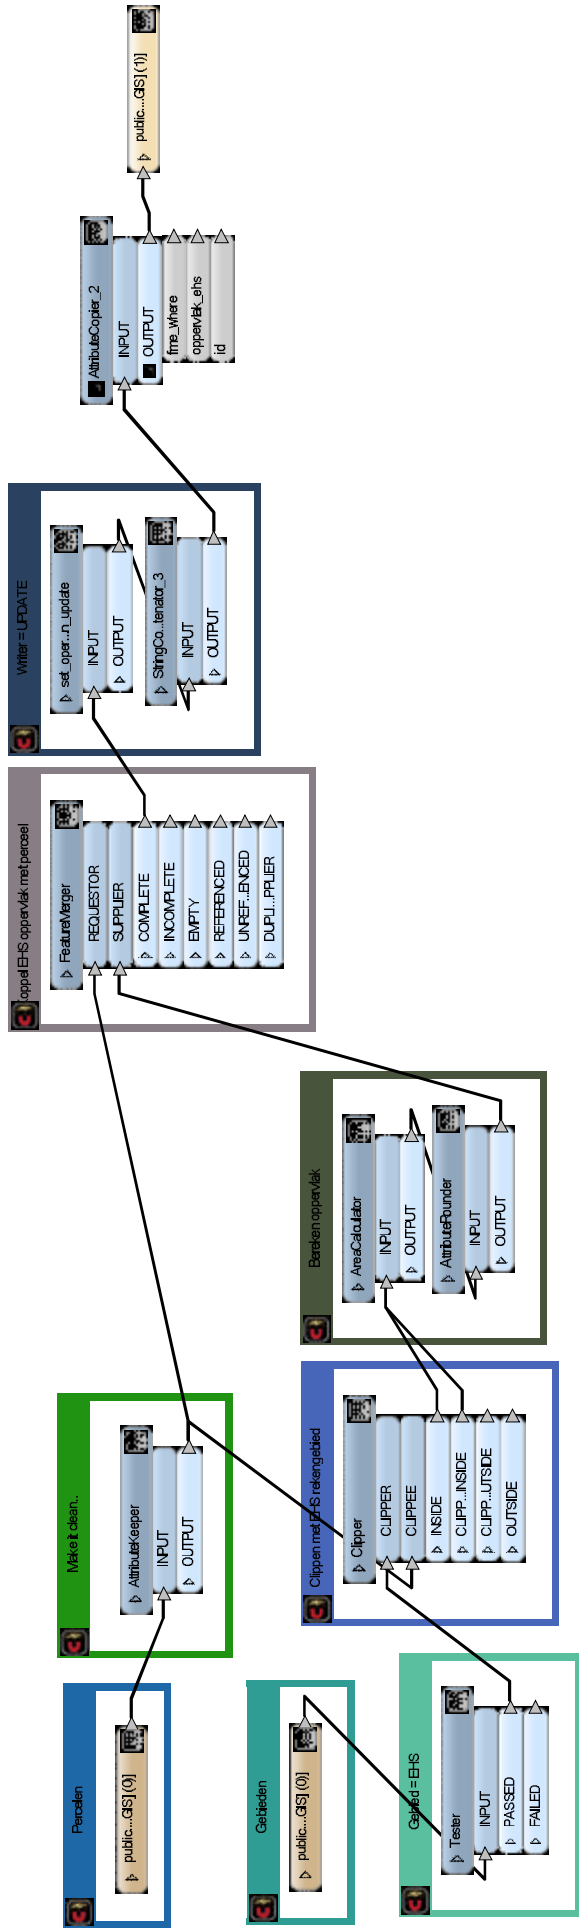 Percelen
public....GIS] (0)]
Make it clean..
AttributeKeeper
INPUT
OUTPUT
Gebieden
public....GIS] (0)]
Gebied = EHS
Tester
INPUT
PASSED
FAILED
Clippen met EHS rekengebied
Clipper
CLIPPER
CLIPPEE
INSIDE
CLIPP...INSIDE
CLIPP...UTSIDE
OUTSIDE
Bereken oppervlak
AreaCalculator
INPUT
OUTPUT
AttributeRounder
INPUT
OUTPUT
oppel EHS oppervlak met perceel
FeatureMerger
REQUESTOR
SUPPLIER
COMPLETE
INCOMPLETE
EMPTY
REFERENCED
UNREF...ENCED
DUPLI...PPLIER
Writer = UPDATE
set_oper...n_update
INPUT
OUTPUT
StringCo...tenator_3
INPUT
OUTPUT
AttributeCopier_2
INPUT
OUTPUT
fme_where
oppervlak_ehs
id
public....GIS] (1)]